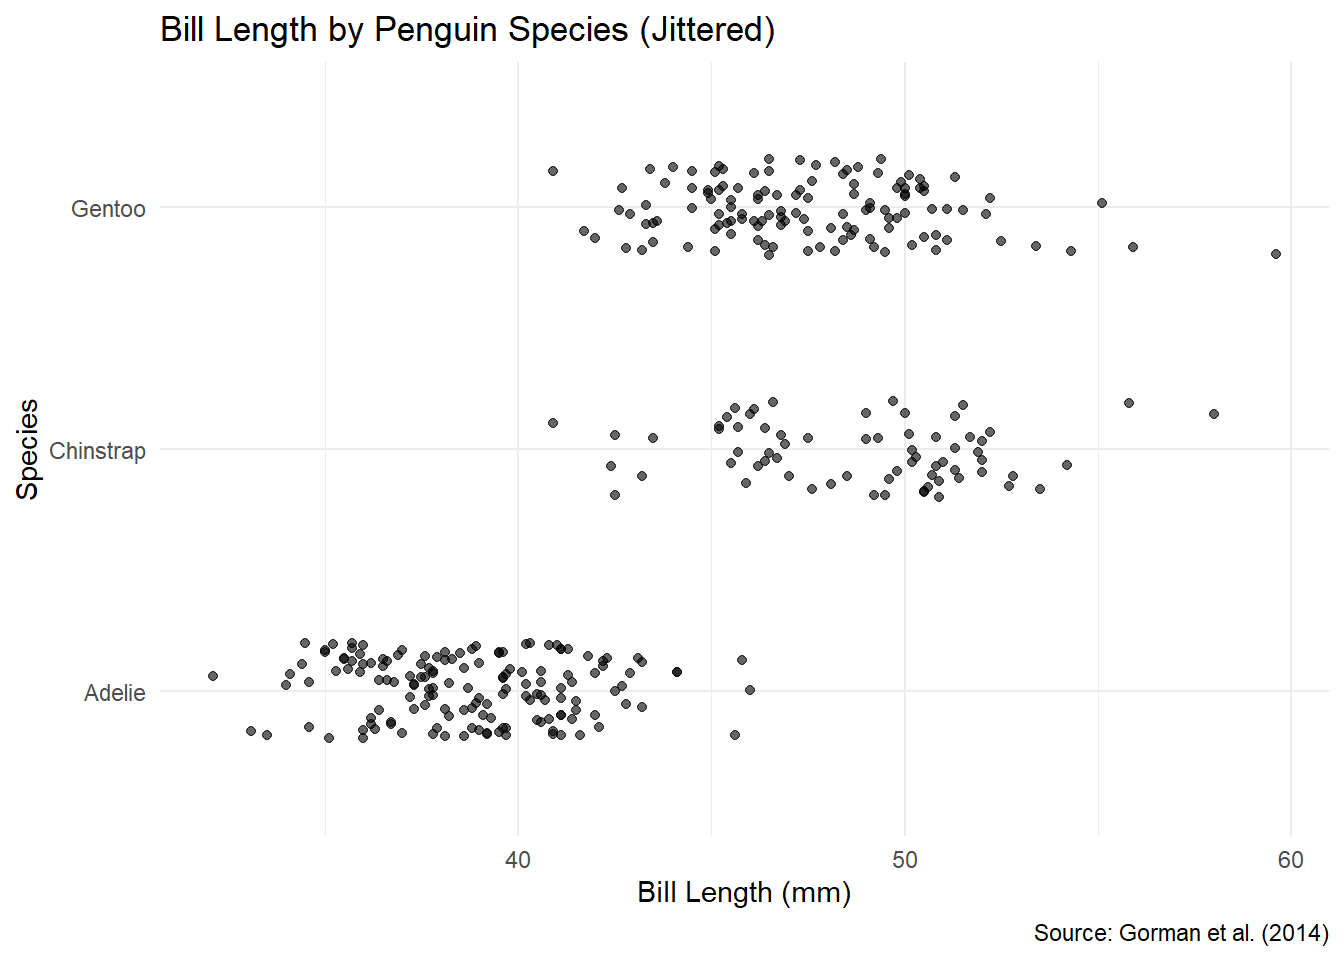 Bill Length by Penguin Species (Jittered)
Species
Gentoo
Chinstrap
Adelie
40
50
60
Bill Length (mm)
Source: Gorman et al. (2014)